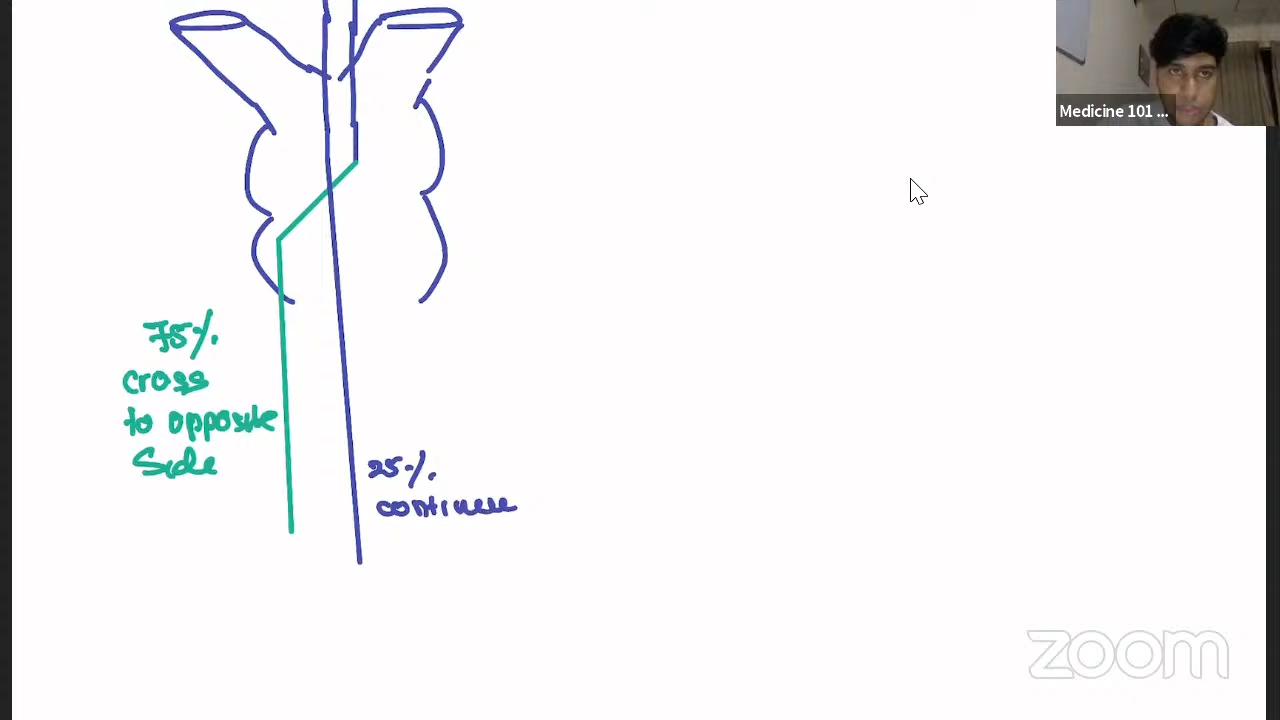 Medicine 101 ...
75%
cross
to opposite
Side
25%
continue
zoom